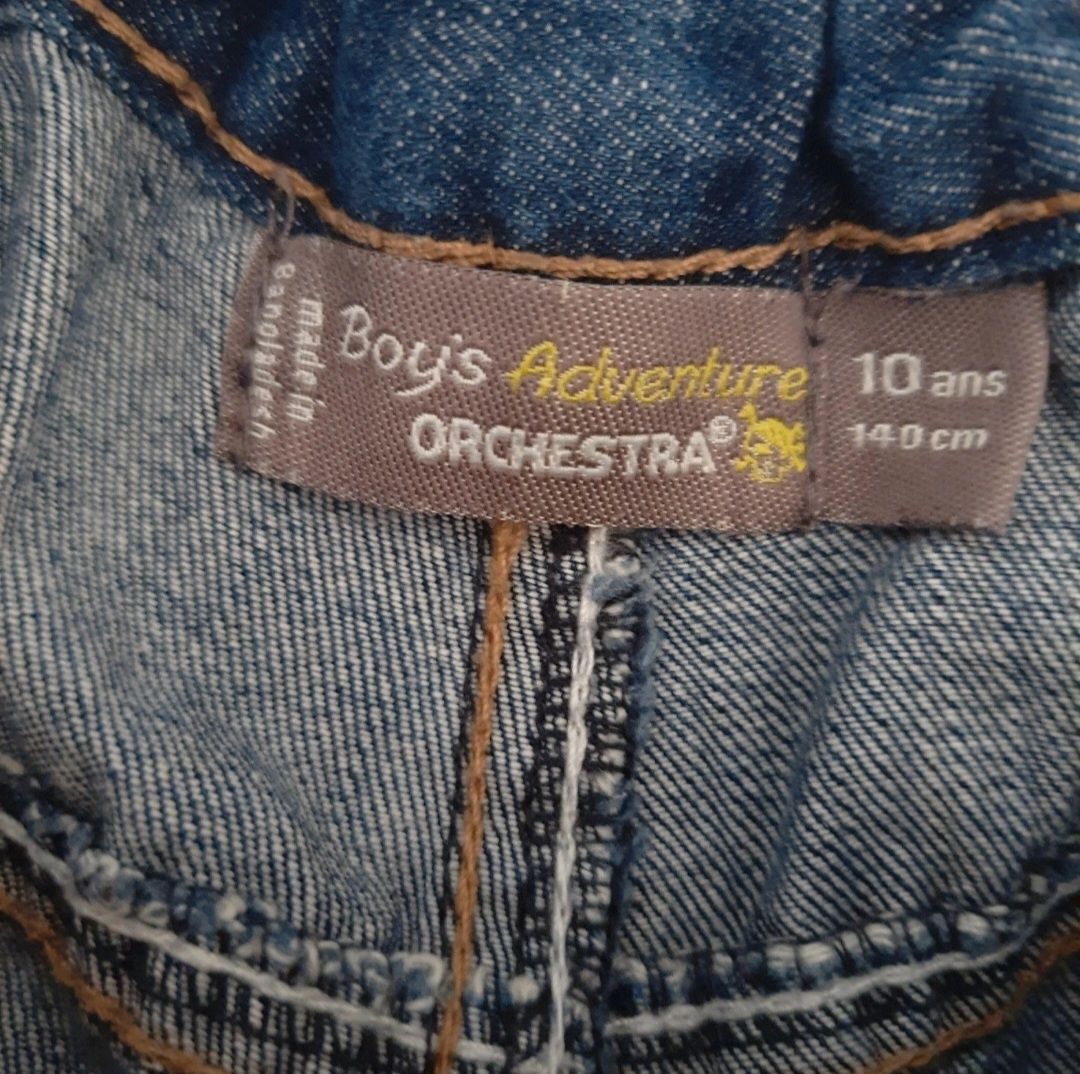 made in
Bangladesh
Boy's Adventure
ORCHESTRA®
10 ans
140 cm